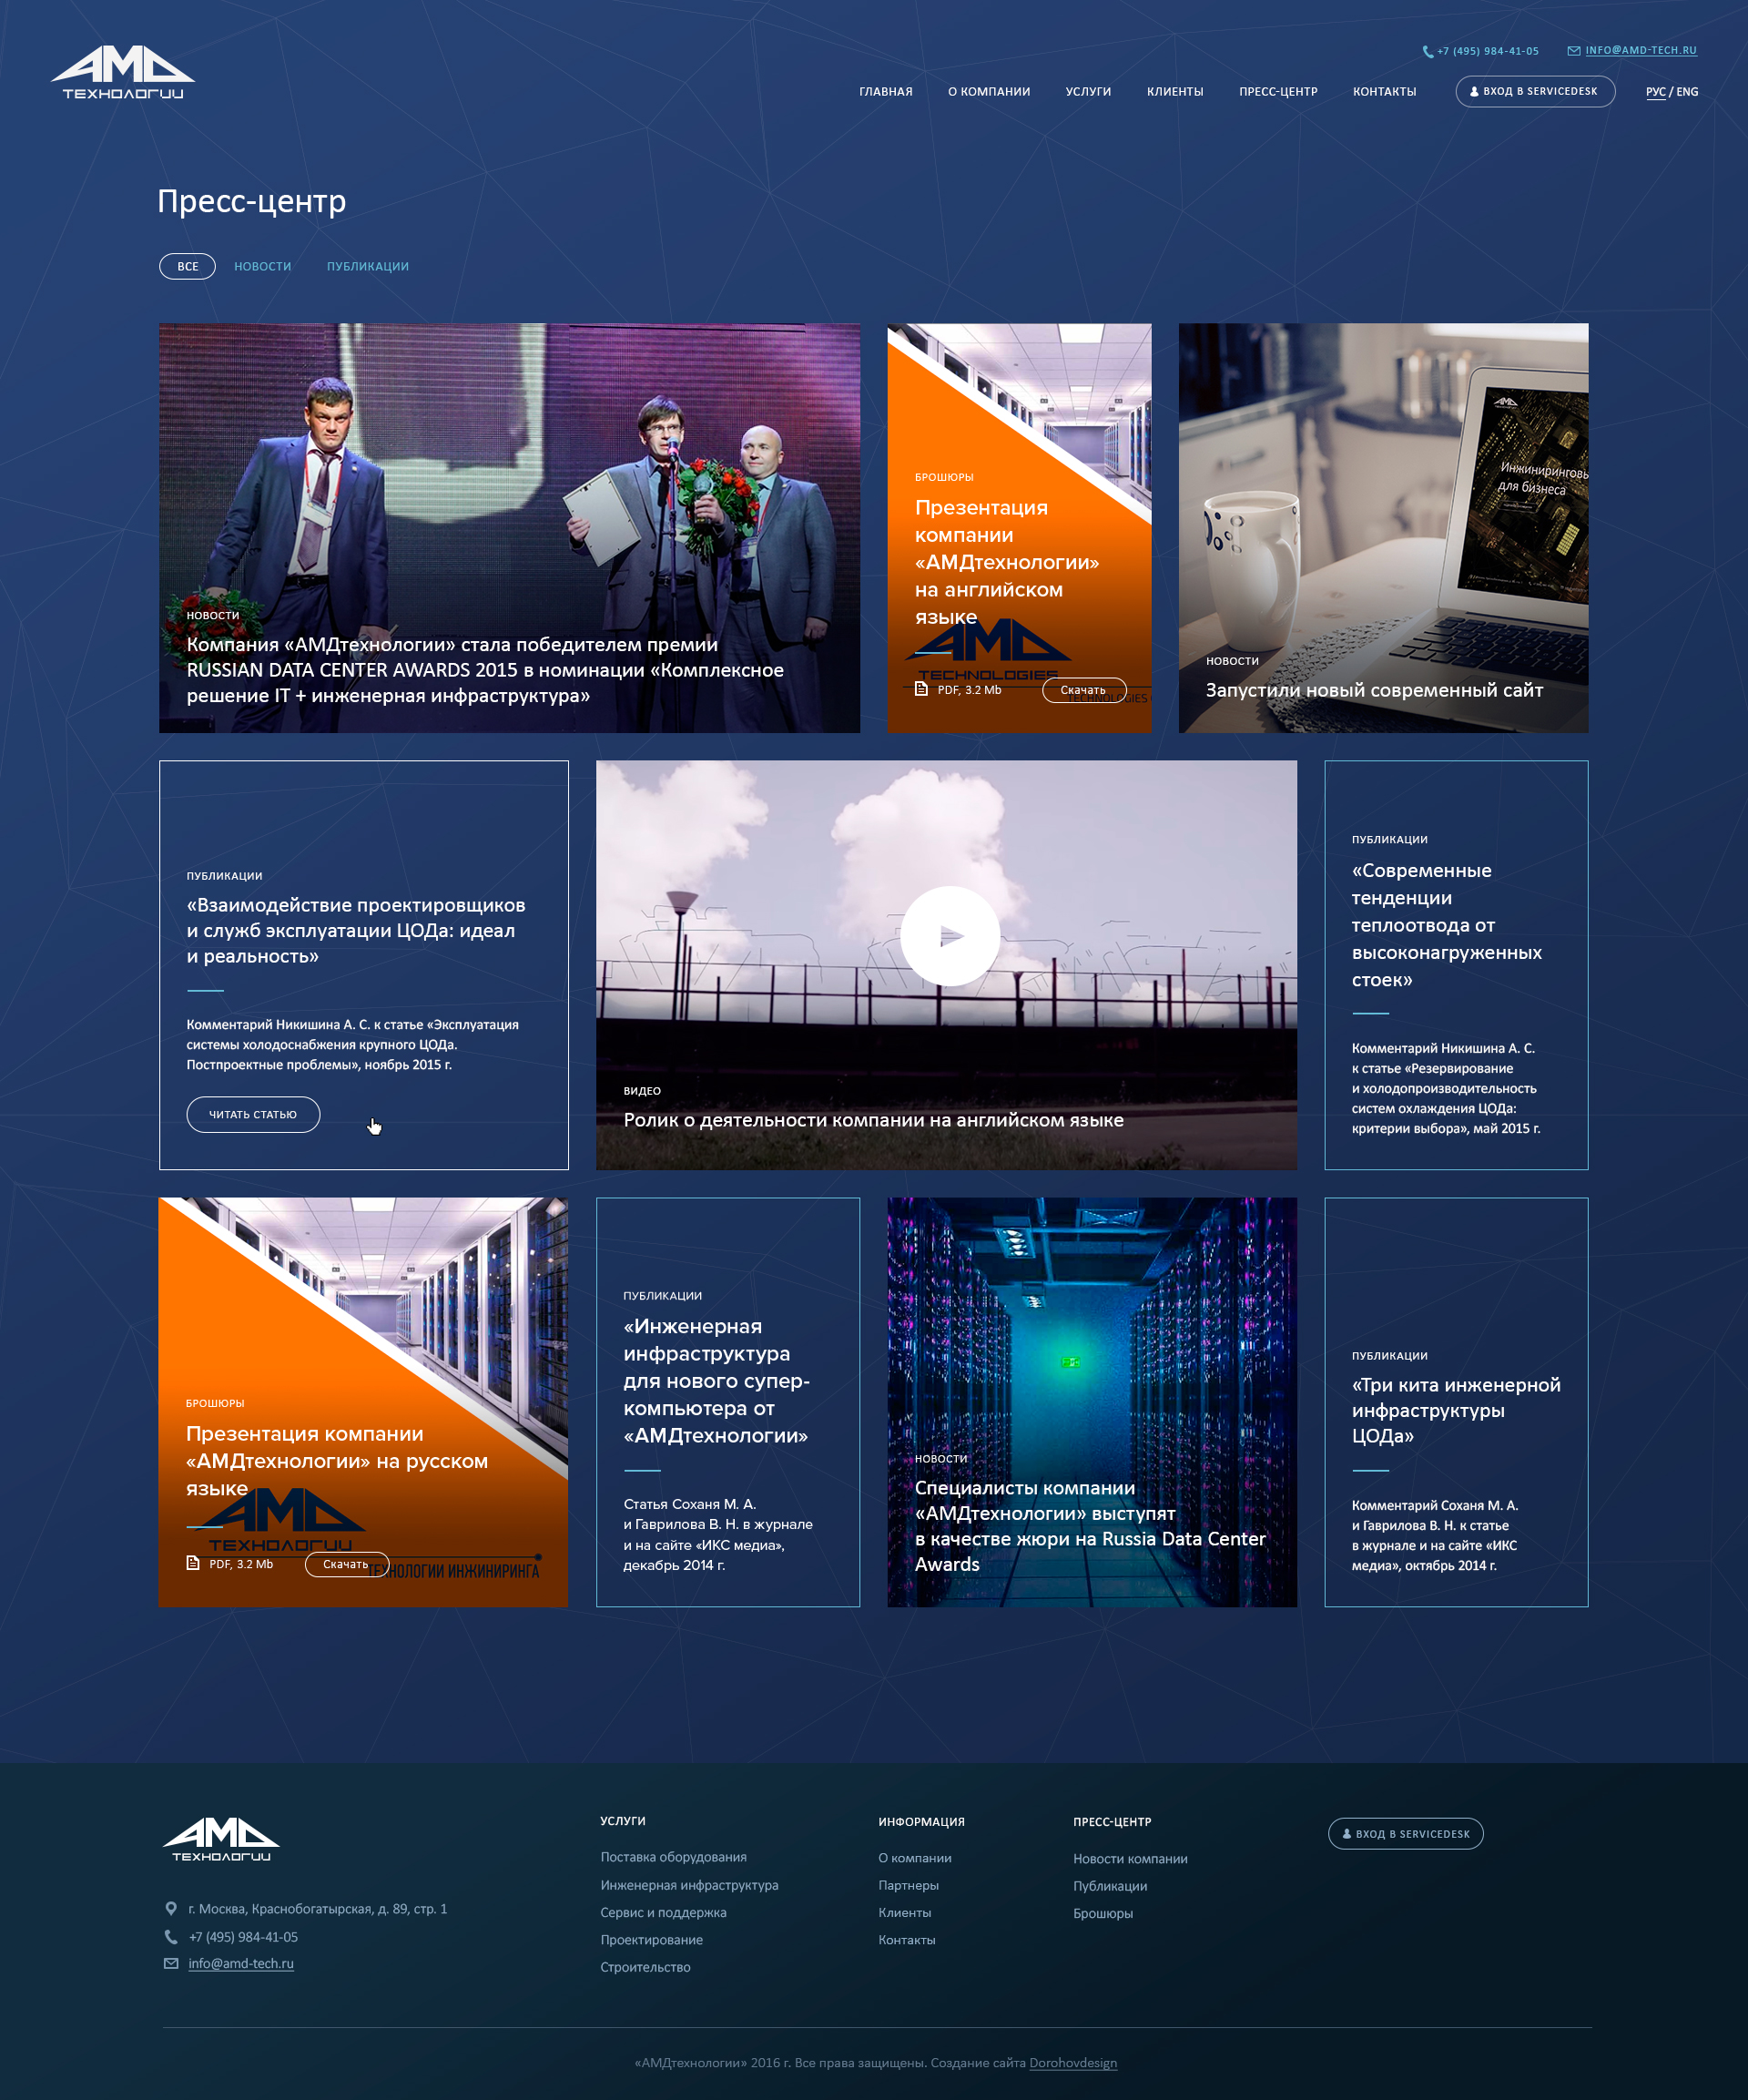 АМD
ТЕХНОЛОГИИ
+7 (495) 984-41-05
INFO@AMD-TECH.RU
ГЛАВНАЯ
О КОМПАНИИ
УСЛУГИ
КЛИЕНТЫ
ПРЕСС-ЦЕНТР
КОНТАКТЫ
ВХОД В SERVICEDESK
РУС / ENG
Пресс-центр
ВСЕ
НОВОСТИ
ПУБЛИКАЦИИ
НОВОСТИ
Компания «АМДтехнологии» стала победителем премии
RUSSIAN DATA CENTER AWARDS 2015 в номинации «Комплексное
решение IT + инженерная инфраструктура»
БРОШЮРЫ
Презентация
компании
«АМДтехнологии»
на английском
языке
AMD
TECHNOLOGIES
TECHNOLOGIES
PDF, 3.2 Mb
Скачать
AMD
Инжиниринговы
для бизнеса
НОВОСТИ
Запустили новый современный сайт
ПУБЛИКАЦИИ
«Взаимодействие проектировщиков
и служб эксплуатации ЦОДа: идеал
и реальность»
Комментарий Никишина А. С. к статье «Эксплуатация
системы холодоснабжения крупного ЦОДа.
Постпроектные проблемы», ноябрь 2015 г.
ЧИТАТЬ СТАТЬЮ
ВИДЕО
Ролик о деятельности компании на английском языке
ПУБЛИКАЦИИ
«Современные
тенденции
теплоотвода от
высоконагруженных
стоек»
Комментарий Никишина А. С.
к статье «Резервирование
и холодопроизводительность
систем охлаждения ЦОДа:
критерии выбора», май 2015 г.
БРОШЮРЫ
Презентация компании
«АМДтехнологии» на русском
языке
AMD
ТЕХНОЛОГИИ
ТЕХНОЛОГИИ ИНЖИНИРИНГА
PDF, 3.2 Mb
Скачать
ПУБЛИКАЦИИ
«Инженерная
инфраструктура
для нового супер-
компьютера от
«АМДтехнологии»
Статья Соханя М. А.
и Гаврилова В. Н. в журнале
и на сайте «ИКС медиа»,
декабрь 2014 г.
НОВОСТИ
Специалисты компании
«АМДтехнологии» выступят
в качестве жюри на Russia Data Center
Awards
ПУБЛИКАЦИИ
«Три кита инженерной
инфраструктуры
ЦОДа»
Комментарий Соханя М. А.
и Гаврилова В. Н. к статье
в журнале и на сайте «ИКС
медиа», октябрь 2014 г.
АМD
ТЕХНОЛОГИИ
г. Москва, Краснобогатырская, д. 89, стр. 1
+7 (495) 984-41-05
info@amd-tech.ru
УСЛУГИ
Поставка оборудования
Инженерная инфраструктура
Сервис и поддержка
Проектирование
Строительство
ИНФОРМАЦИЯ
О компании
Партнеры
Клиенты
Контакты
ПРЕСС-ЦЕНТР
Новости компании
Публикации
Брошюры
ВХОД В SERVICEDESK
«АМДтехнологии» 2016 г. Все права защищены. Создание сайта Dorohovdesign